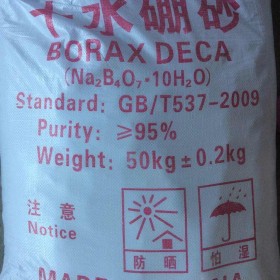 十水硼砂
BORAX DECA
(Na₂B₄O₇·10H₂O)
Standard: GB/T537-2009
Purity: ≥95%
Weight: 50kg±0.2kg
注 意
Notice
防 晒
怕 湿
MADE